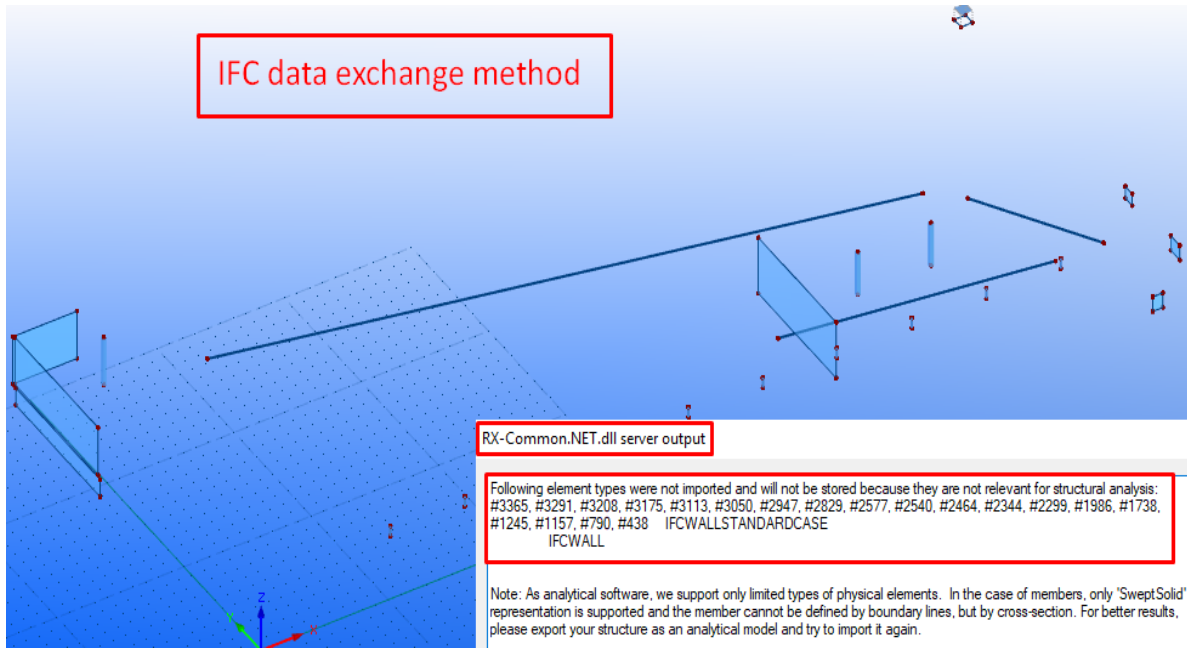 IFC data exchange method
RX-Common.NET.dll server output
Following element types were not imported and will not be stored because they are not relevant for structural analysis:
#3365, #3291, #3208, #3175, #3113, #3050, #2947, #2829, #2577, #2540, #2464, #2344, #2299, #1986, #1738,
#1245, #1157, #790, #438 IFCWALLSTANDARDCASE
IFCWALL
Note: As analytical software, we support only limited types of physical elements. In the case of members, only 'SweptSolid'
representation is supported and the member cannot be defined by boundary lines, but by cross-section. For better results,
please export your structure as an analytical model and try to import it again.
Z
Y
X